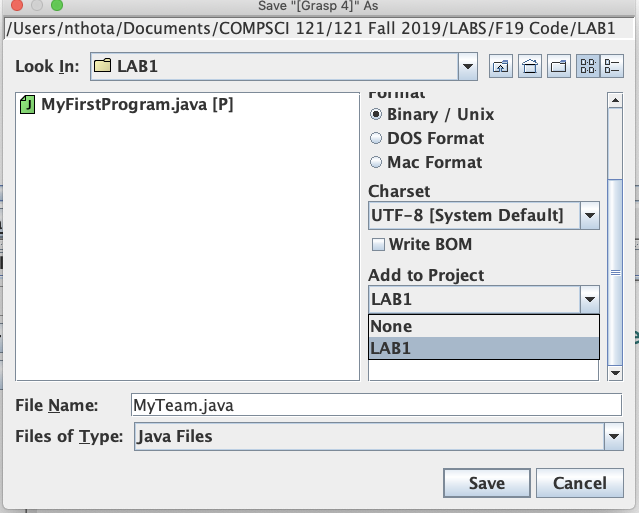 Save "[Grasp 4]" As
/Users/nthota/Documents/COMPSCI 121/121 Fall 2019/LABS/F19 Code/LAB1
Look In: LAB1
MyFirstProgram.java [P]
Format
Binary / Unix
DOS Format
Mac Format
Charset
UTF-8 [System Default]
Write BOM
Add to Project
LAB1
None
LAB1
File Name: MyTeam.java
Files of Type: Java Files
Save Cancel